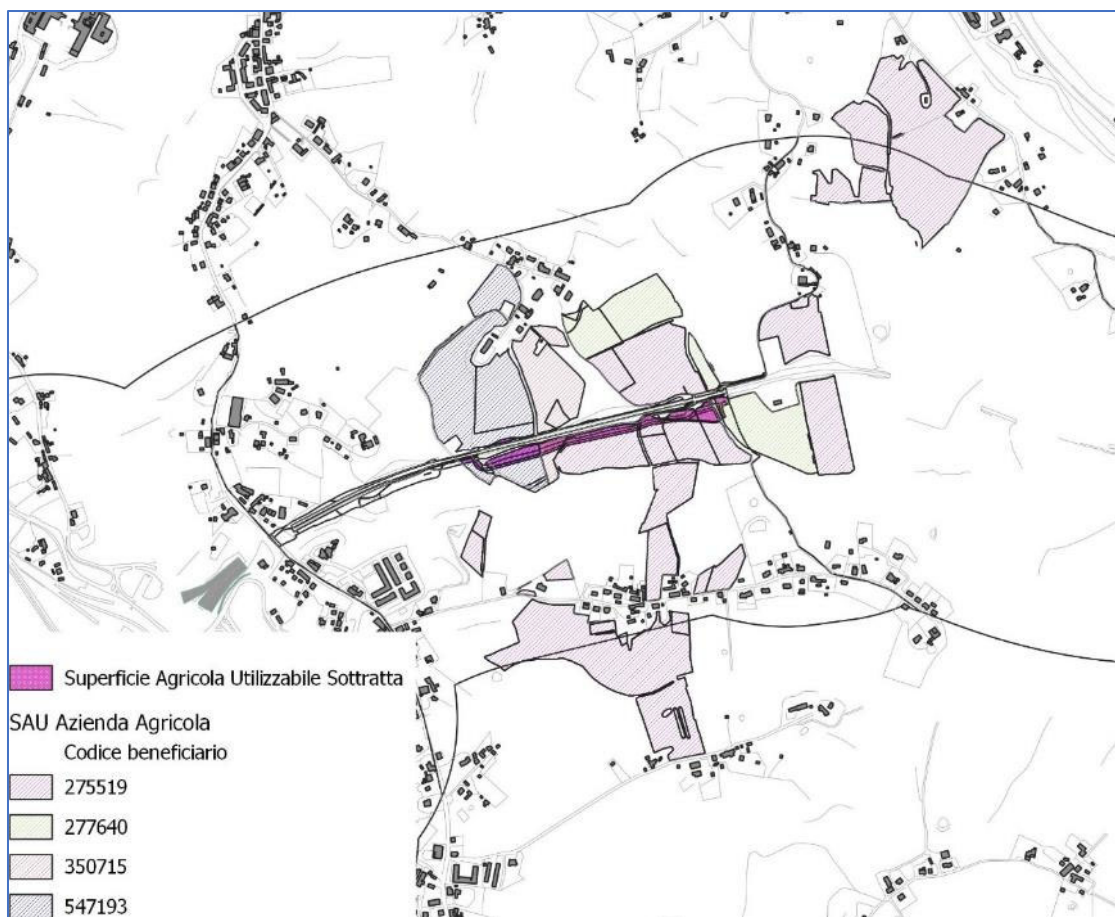 Superficie Agricola Utilizzabile Sottratta
SAU Azienda Agricola
Codice beneficiario
275519
277640
350715
547193